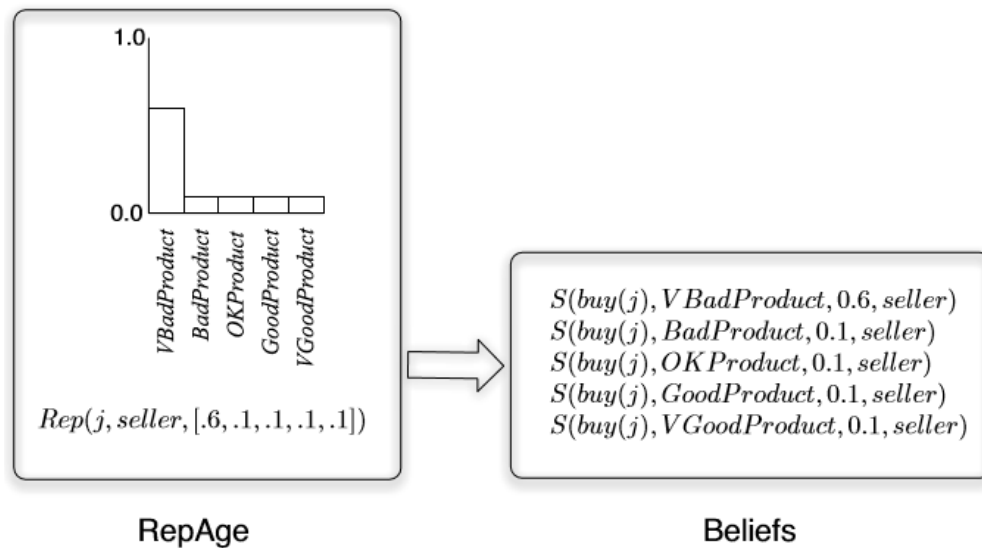 1.0
0.0
VBadProduct
BadProduct
OKProduct
GoodProduct
VGoodProduct
Rep(j, seller, [.6, .1, .1, .1, .1])
RepAge
S(buy(j), VBadProduct, 0.6, seller)
S(buy(j), BadProduct, 0.1, seller)
S(buy(j), OKProduct, 0.1, seller)
S(buy(j), GoodProduct, 0.1, seller)
S(buy(j), VGoodProduct, 0.1, seller)
Beliefs